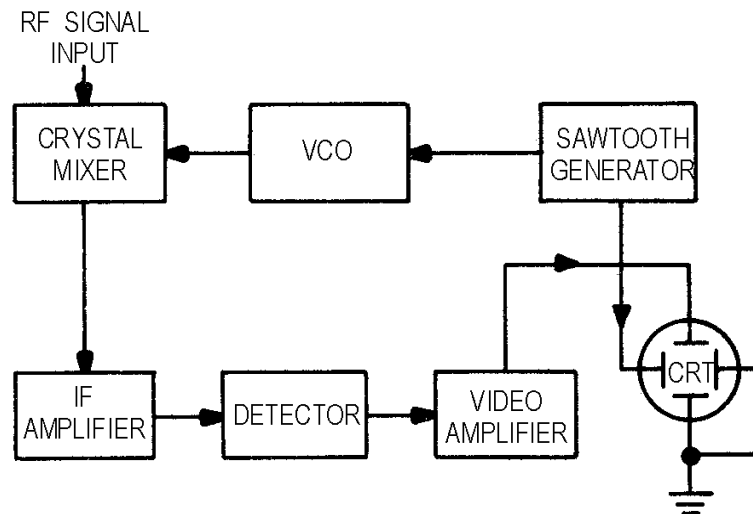 RF SIGNAL
INPUT
CRYSTAL
MIXER
VCO
SAWTOOTH
GENERATOR
IF
AMPLIFIER
DETECTOR
VIDEO
AMPLIFIER
CRT